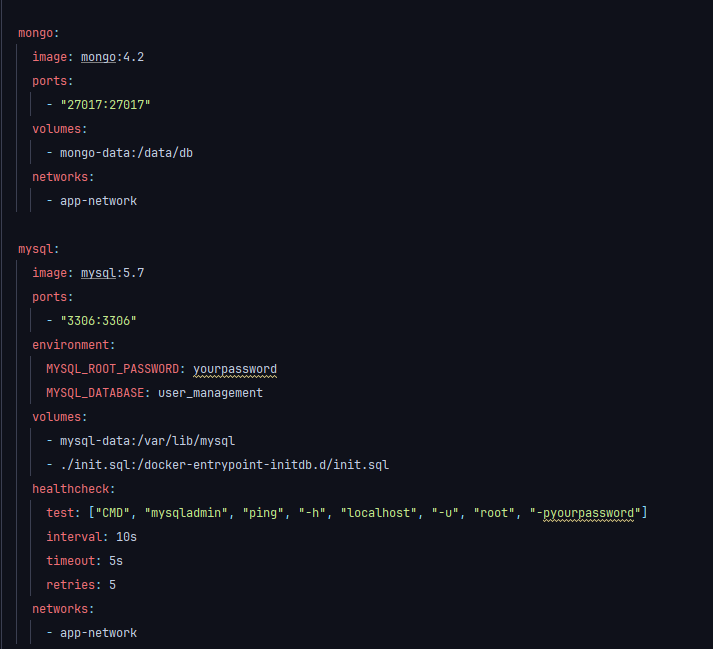 mongo:
image: mongo:4.2
ports:
- "27017:27017"
volumes:
- mongo-data:/data/db
networks:
- app-network
mysql:
image: mysql:5.7
ports:
- "3306:3306"
environment:
MYSQL_ROOT_PASSWORD: yourpassword
MYSQL_DATABASE: user_management
volumes:
- mysql-data:/var/lib/mysql
- ./init.sql:/docker-entrypoint-initdb.d/init.sql
healthcheck:
test: ["CMD", "mysqladmin", "ping", "-h", "localhost", "-u", "root", "-pyourpassword"]
interval: 10s
timeout: 5s
retries: 5
networks:
- app-network